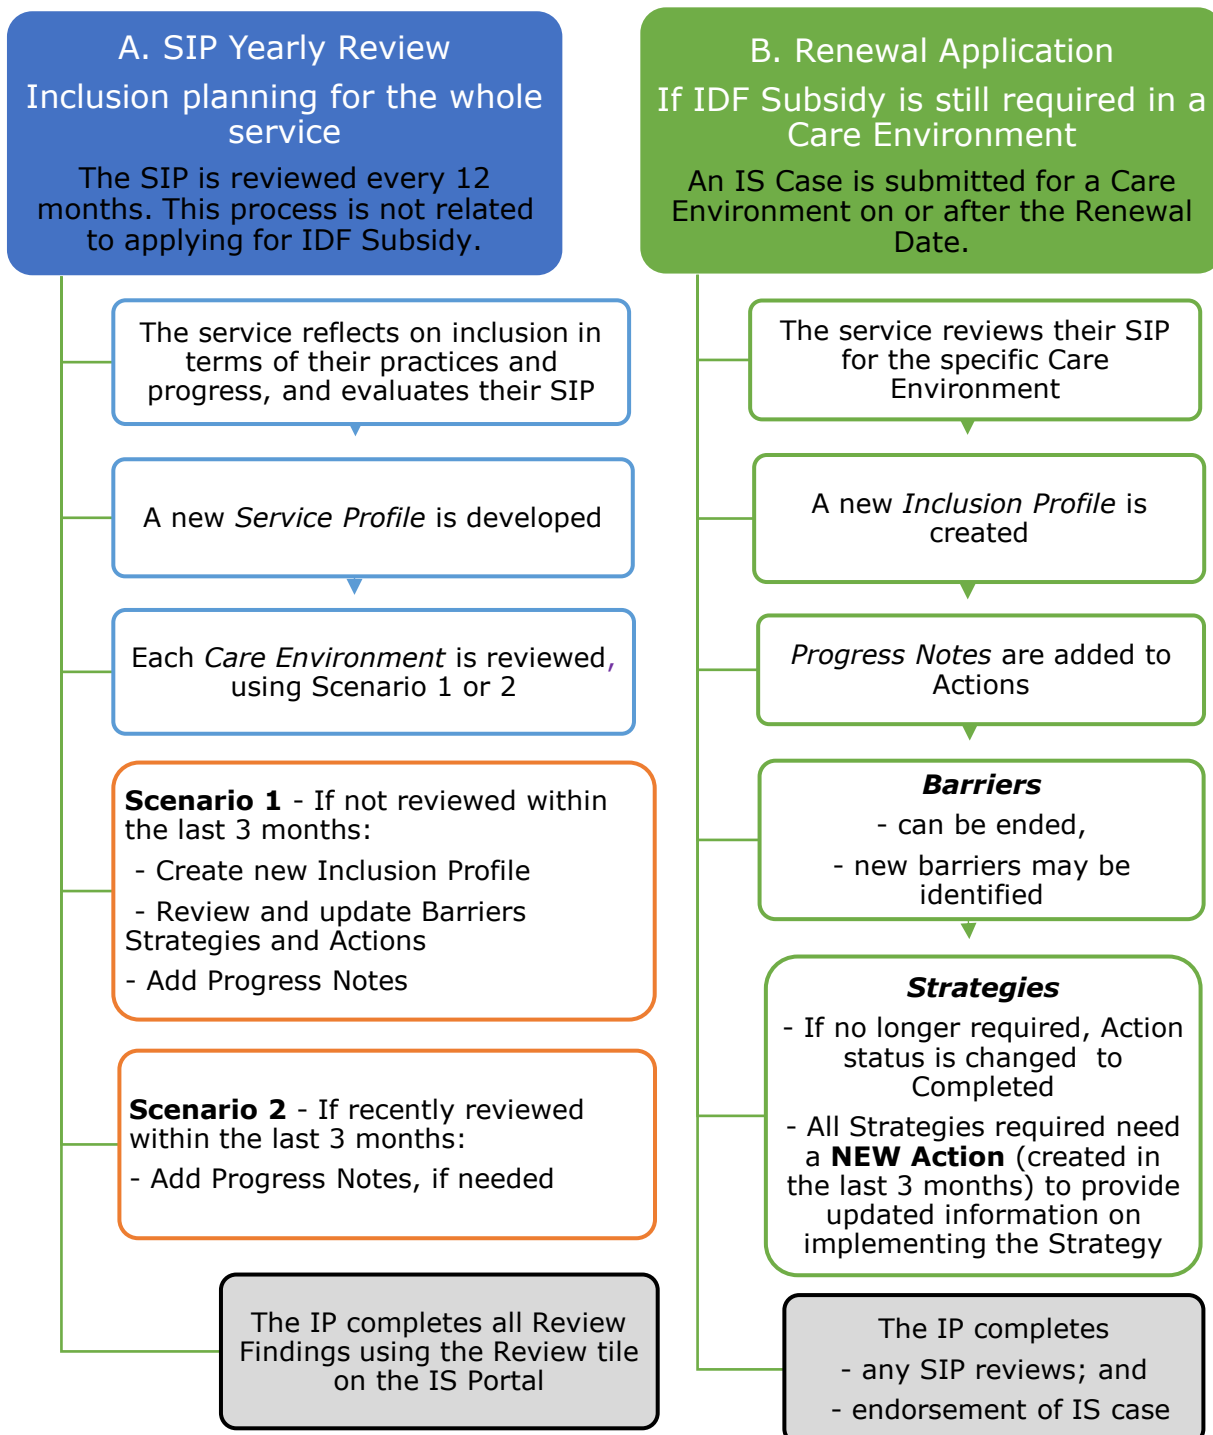 A. SIP Yearly Review
Inclusion planning for the whole
service
The SIP is reviewed every 12
months. This process is not related
to applying for IDF Subsidy.
The service reflects on inclusion in
terms of their practices and
progress, and evaluates their SIP
A new Service Profile is developed
Each Care Environment is reviewed,
using Scenario 1 or 2
Scenario 1 - If not reviewed within
the last 3 months:
- Create new Inclusion Profile
- Review and update Barriers
Strategies and Actions
- Add Progress Notes
Scenario 2 - If recently reviewed
within the last 3 months:
- Add Progress Notes, if needed
The IP completes all Review
Findings using the Review tile
on the IS Portal
B. Renewal Application
If IDF Subsidy is still required in a
Care Environment
An IS Case is submitted for a Care
Environment on or after the Renewal
Date.
The service reviews their SIP
for the specific Care
Environment
A new Inclusion Profile is
created
Progress Notes are added to
Actions
Barriers
- can be ended,
- new barriers may be
identified
Strategies
- If no longer required, Action
status is changed to
Completed
- All Strategies required need
a NEW Action (created in
the last 3 months) to provide
updated information on
implementing the Strategy
The IP completes
- any SIP reviews; and
- endorsement of IS case